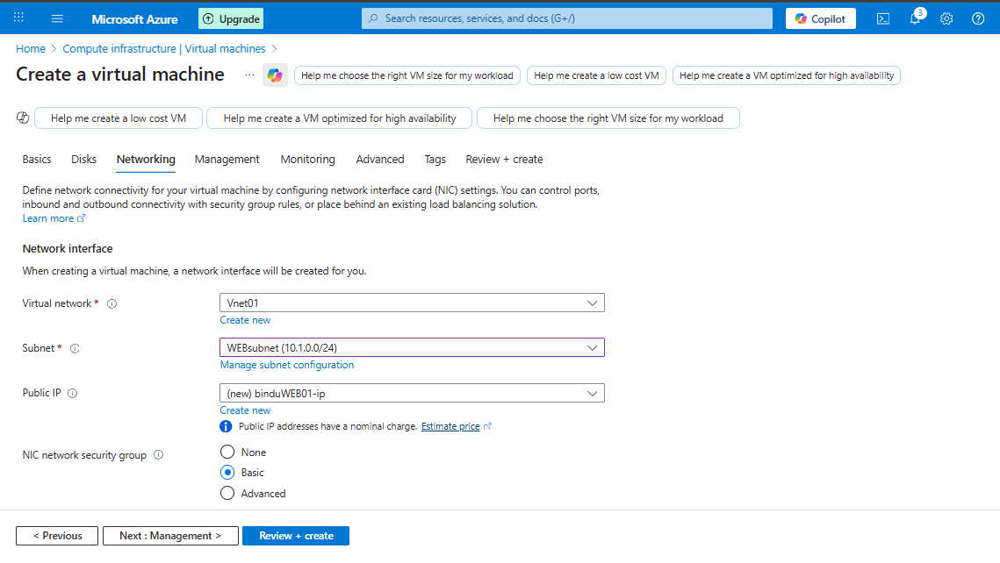 Microsoft Azure
Upgrade
Search resources, services, and docs (G+/)
Copilot
3
Home > Compute infrastructure | Virtual machines >
Create a virtual machine ...
Help me choose the right VM size for my workload
Help me create a low cost VM
Help me create a VM optimized for high availability
Help me create a low cost VM
Help me create a VM optimized for high availability
Help me choose the right VM size for my workload
Basics Disks Networking Management Monitoring Advanced Tags Review + create
Define network connectivity for your virtual machine by configuring network interface card (NIC) settings. You can control ports,
inbound and outbound connectivity with security group rules, or place behind an existing load balancing solution.
Learn more
Network interface
When creating a virtual machine, a network interface will be created for you.
Virtual network *
Vnet01
Create new
Subnet *
WEBsubnet (10.1.0.0/24)
Manage subnet configuration
Public IP
(new) binduWEB01-ip
Create new
Public IP addresses have a nominal charge. Estimate price
NIC network security group
None
Basic
Advanced
< Previous
Next : Management >
Review + create